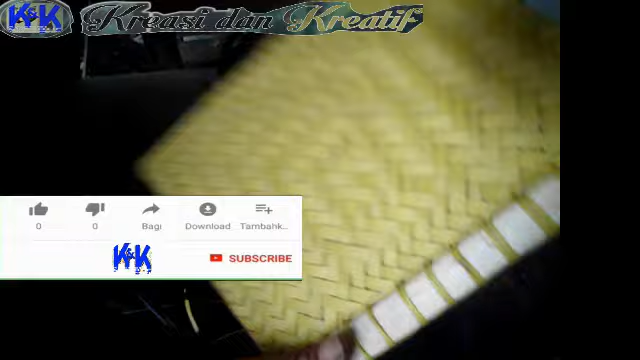 K&K Kreasi dan Kreatif
0 0 Bagi Download Tambahk...
K&K SUBSCRIBE